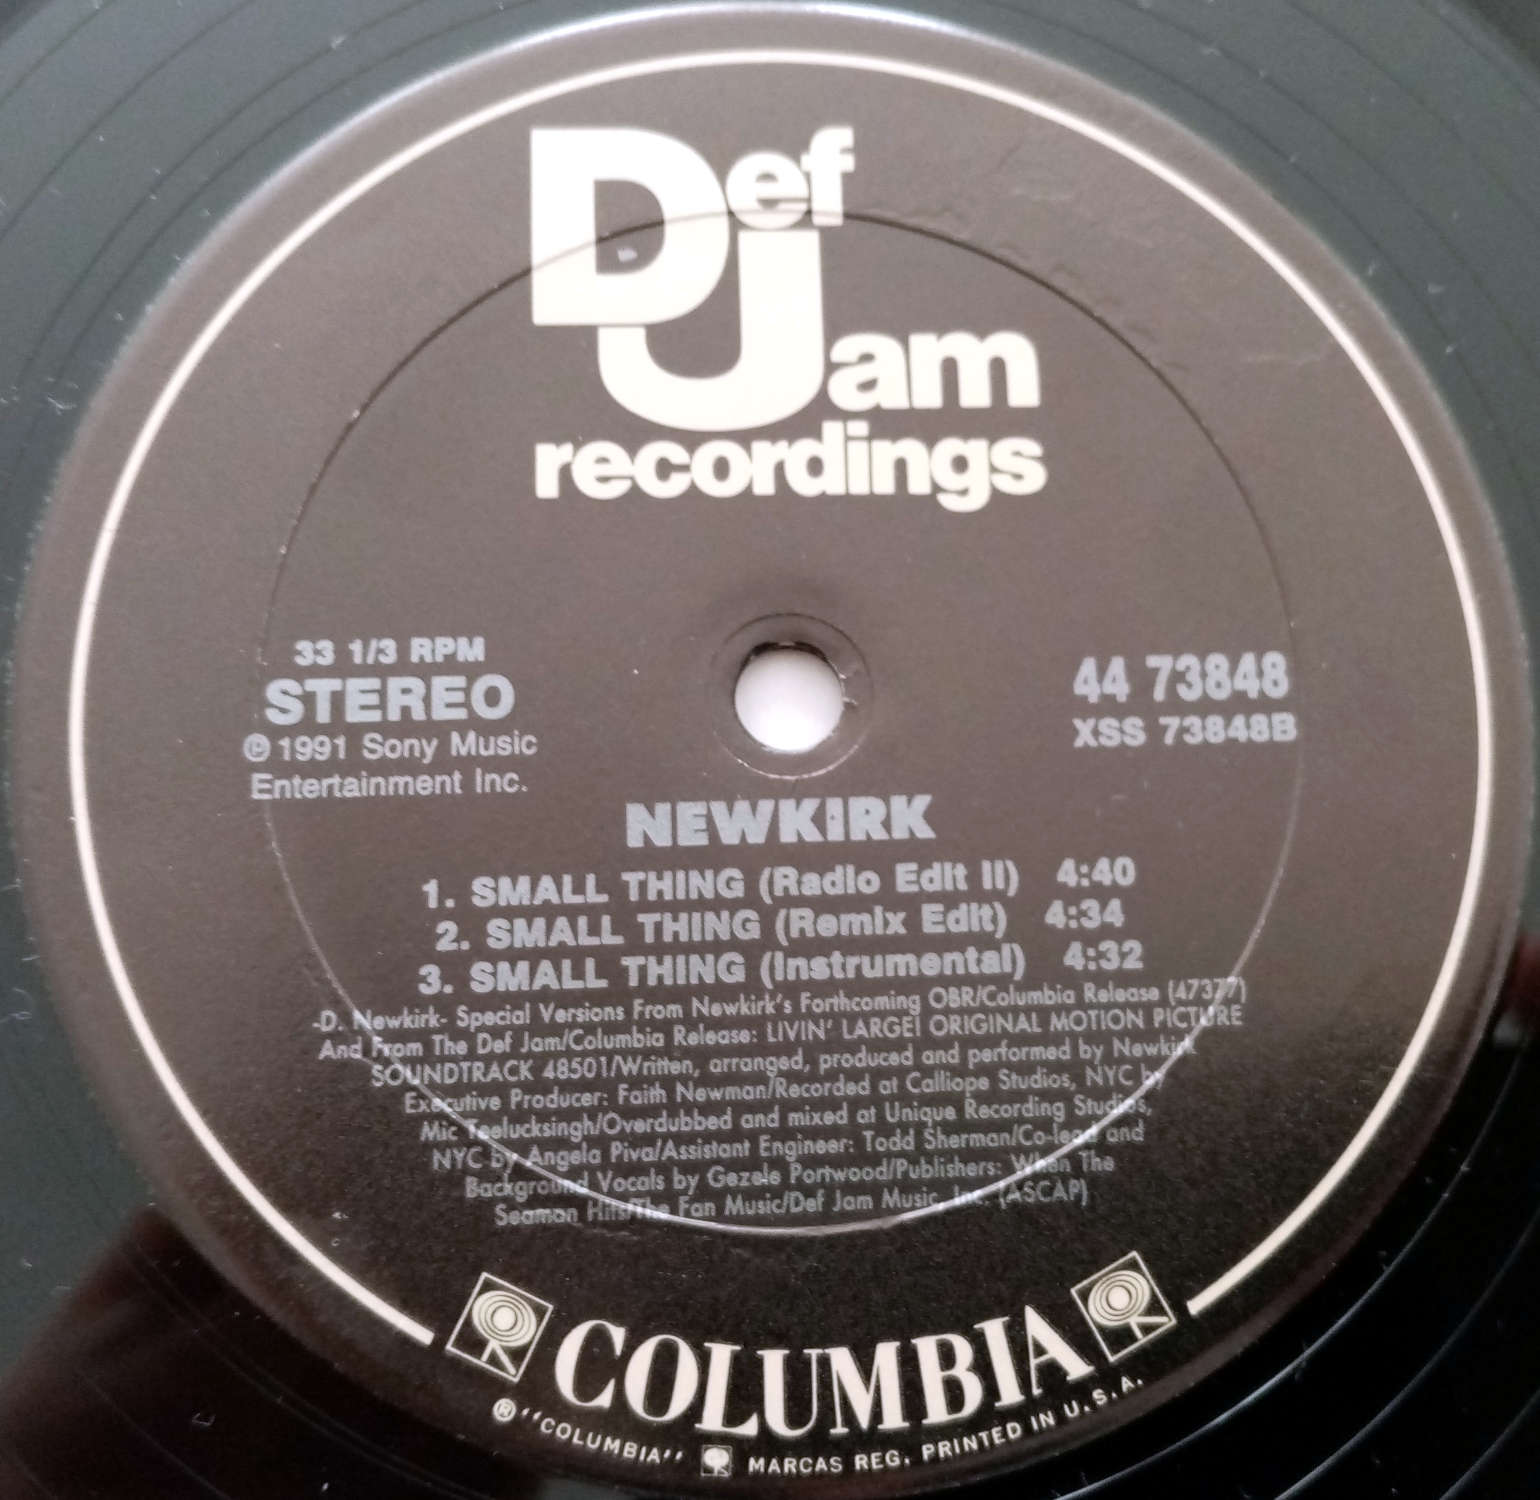 Def
Jam
recordings
33 1/3 RPM
STEREO
℗ 1991 Sony Music
Entertainment Inc.
44 73848
XSS 73848B
NEWKIRK
1. SMALL THING (Radio Edit II) 4:40
2. SMALL THING (Remix Edit) 4:34
3. SMALL THING (Instrumental) 4:32
-D. Newkirk- Special Versions From Newkirk's Forthcoming OBR/Columbia Release (47377)
And From The Def Jam/Columbia Release: LIVIN' LARGE! ORIGINAL MOTION PICTURE
SOUNDTRACK 48501/Written, arranged, produced and performed by Newkirk
Executive Producer: Faith Newman/Recorded at Calliope Studios, NYC by
Mic Teelucksingh/Overdubbed and mixed at Unique Recording Studios,
NYC by Angela Piva/Assistant Engineer: Todd Sherman/Co-lead and
Background Vocals by Gezele Portwood/Publishers: When The
Seaman Hits/The Fan Music/Def Jam Music, Inc. (ASCAP)
COLUMBIA
® "COLUMBIA" MARCAS REG. PRINTED IN U.S.A.